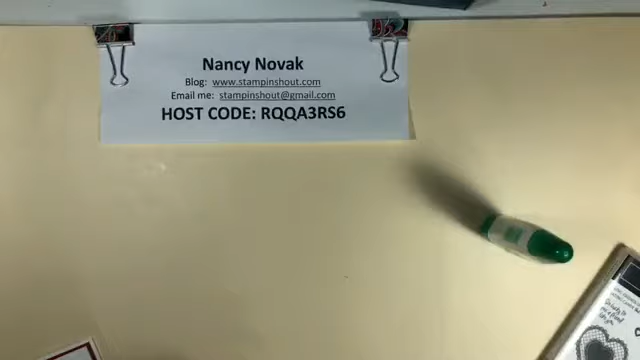 Nancy Novak
Blog: www.stampinshout.com
Email me: stampinshout@gmail.com
HOST CODE: RQQA3RS6